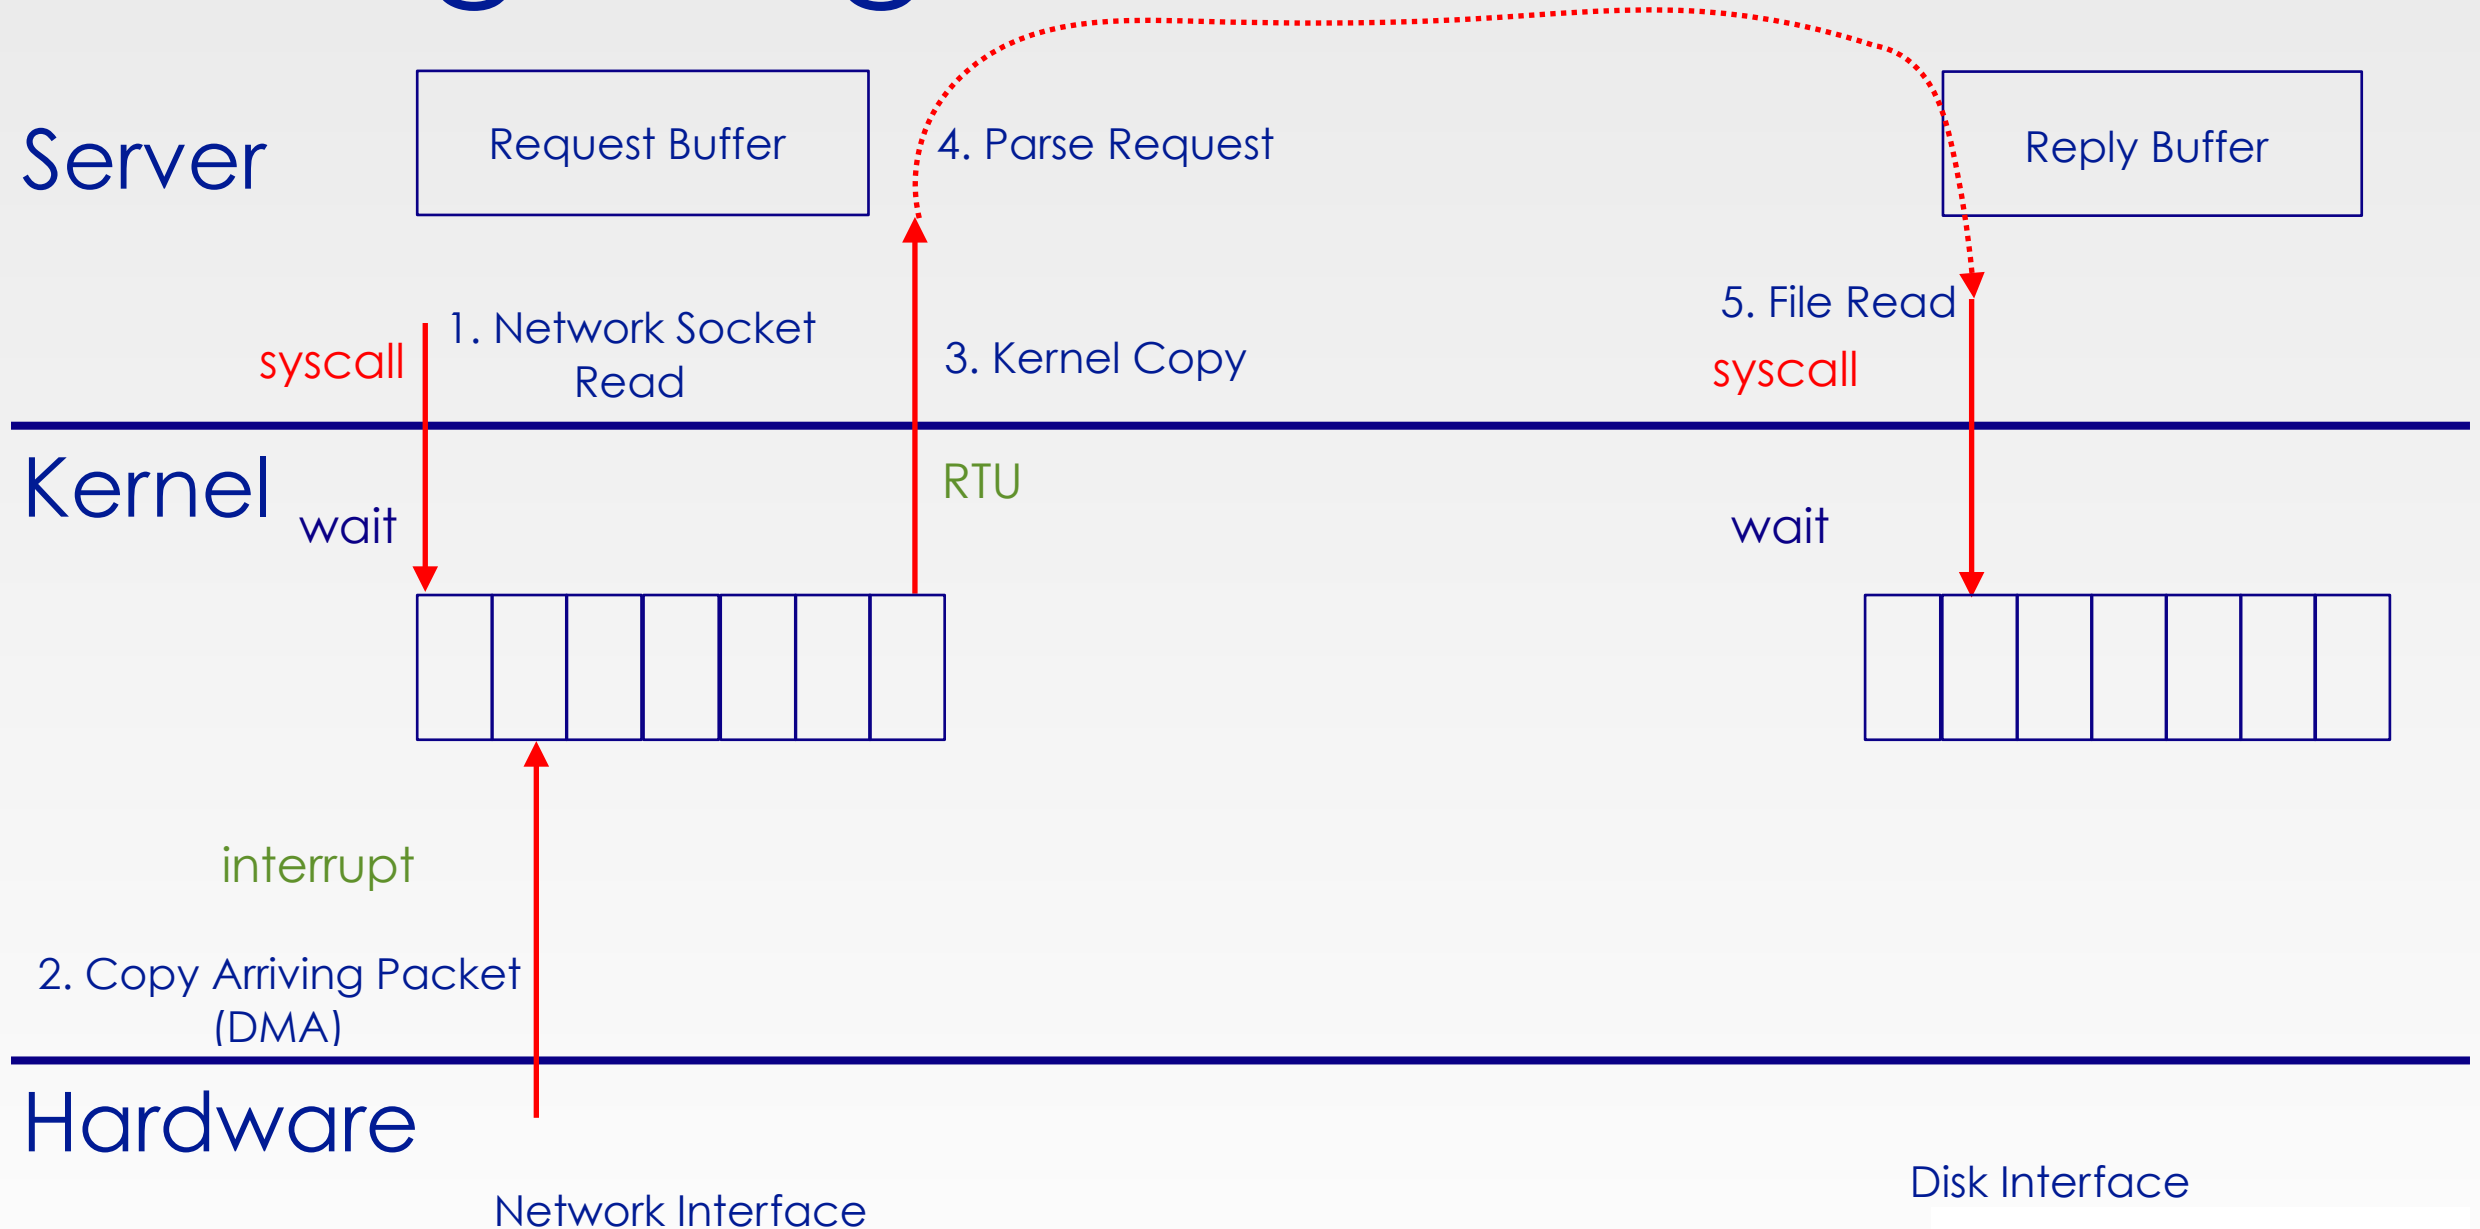 Server
Request Buffer
4. Parse Request
Reply Buffer
syscall
1. Network Socket
Read
3. Kernel Copy
5. File Read
syscall
Kernel
wait
RTU
wait
interrupt
2. Copy Arriving Packet
(DMA)
Hardware
Network Interface
Disk Interface